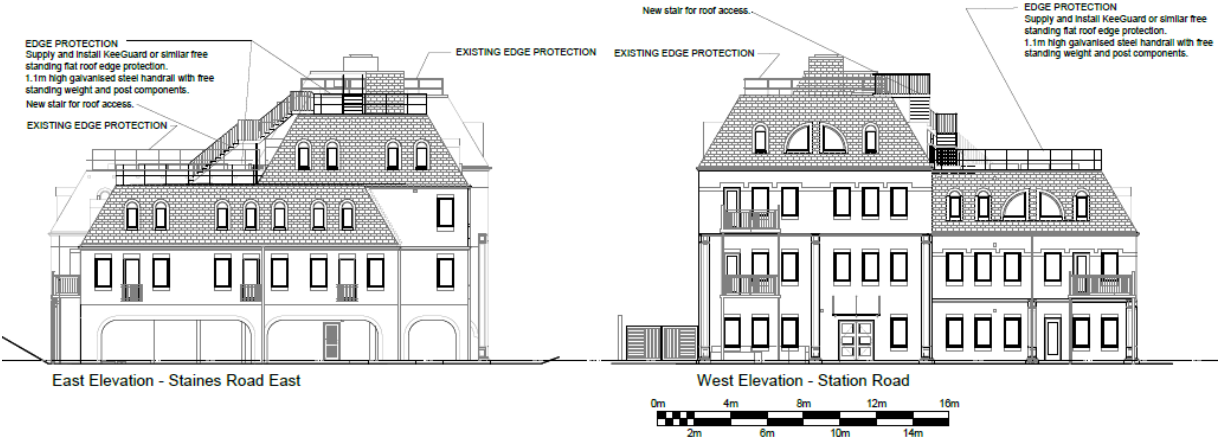 EDGE PROTECTION
Supply and install KeeGuard or similar free
standing flat roof edge protection.
1.1m high galvanised steel handrail with free
standing weight and post components.
New stair for roof access.
EXISTING EDGE PROTECTION
EXISTING EDGE PROTECTION
East Elevation - Staines Road East
New stair for roof access.
EXISTING EDGE PROTECTION
EDGE PROTECTION
Supply and install KeeGuard or similar free
standing flat roof edge protection.
1.1m high galvanised steel handrail with free
standing weight and post components.
West Elevation - Station Road
0m 4m 8m 12m 16m
2m 6m 10m 14m